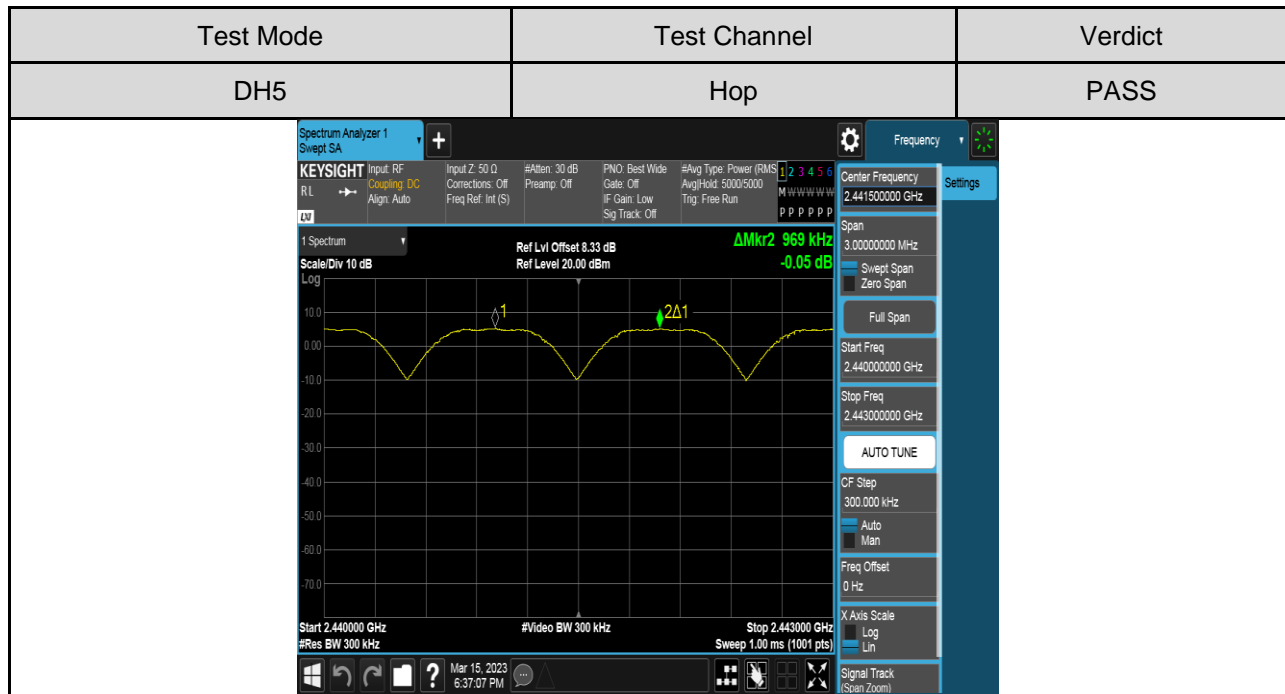 Test Mode Test Channel Verdict
DH5 Hop PASS
Spectrum Analyzer 1
Swept SA
+
Frequency
KEYSIGHT
RL
LXI
Input: RF
Coupling: DC
Align: Auto
Input Z: 50 Ω
Corrections: Off
Freq Ref: Int (S)
#Atten: 30 dB
Preamp: Off
PNO: Best Wide
Gate: Off
IF Gain: Low
Sig Track: Off
#Avg Type: Power (RMS
Avg|Hold: 5000/5000
Trig: Free Run
1 2 3 4 5 6
M W W W W W
P P P P P P
1 Spectrum
Scale/Div 10 dB
Ref Lvl Offset 8.33 dB
Ref Level 20.00 dBm
ΔMkr2 969 kHz
-0.05 dB
Log
1
2Δ1
10.0
0.00
-10.0
-20.0
-30.0
-40.0
-50.0
-60.0
-70.0
Start 2.440000 GHz #Video BW 300 kHz Stop 2.443000 GHz
#Res BW 300 kHz Sweep 1.00 ms (1001 pts)
?
Mar 15, 2023
6:37:07 PM
Center Frequency
2.441500000 GHz
Settings
Span
3.00000000 MHz
Swept Span
Zero Span
Full Span
Start Freq
2.440000000 GHz
Stop Freq
2.443000000 GHz
AUTO TUNE
CF Step
300.000 kHz
Auto
Man
Freq Offset
0 Hz
X Axis Scale
Log
Lin
Signal Track
(Span Zoom)